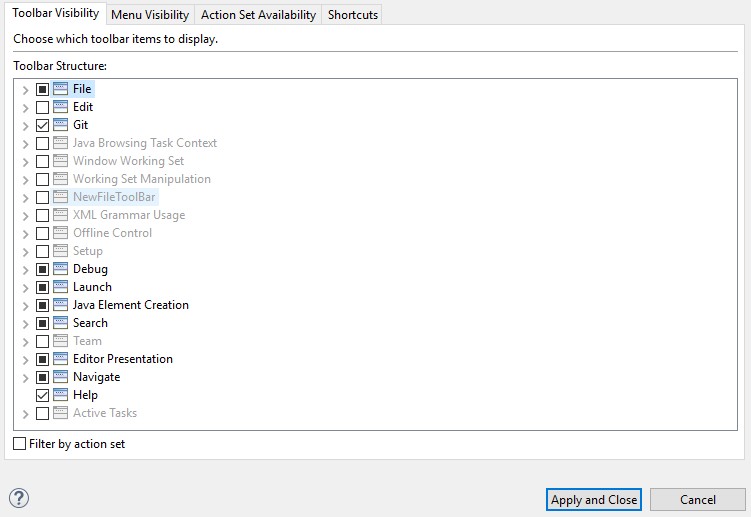 Toolbar Visibility Menu Visibility Action Set Availability Shortcuts
Choose which toolbar items to display.
Toolbar Structure:
File
Edit
Git
Java Browsing Task Context
Window Working Set
Working Set Manipulation
NewFileToolBar
XML Grammar Usage
Offline Control
Setup
Debug
Launch
Java Element Creation
Search
Team
Editor Presentation
Navigate
Help
Active Tasks
Filter by action set
? Apply and Close Cancel